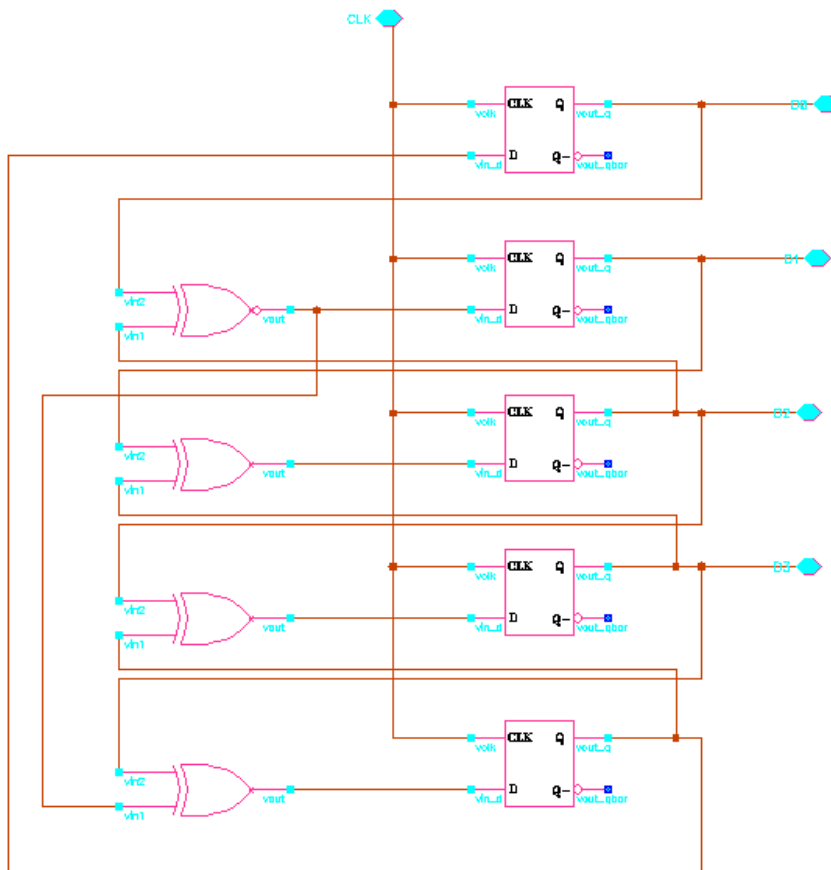 CLK
CLK Q D0
vclk vout_q
D Q-
vin_d vout_qbar
CLK Q D1
vclk vout_q
vin2
D Q-
vout vin_d vout_qbar
vin1
CLK Q D2
vclk vout_q
vin2
D Q-
vout vin_d vout_qbar
vin1
CLK Q D3
vclk vout_q
vin2
D Q-
vout vin_d vout_qbar
vin1
CLK Q
vclk vout_q
vin2
D Q-
vout vin_d vout_qbar
vin1